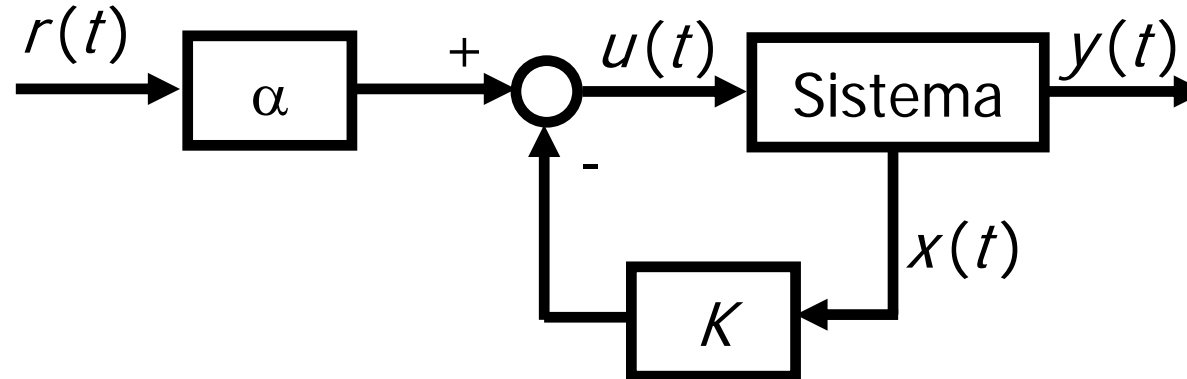 r(t)
α
+
u(t)
Sistema
y(t)
-
x(t)
K